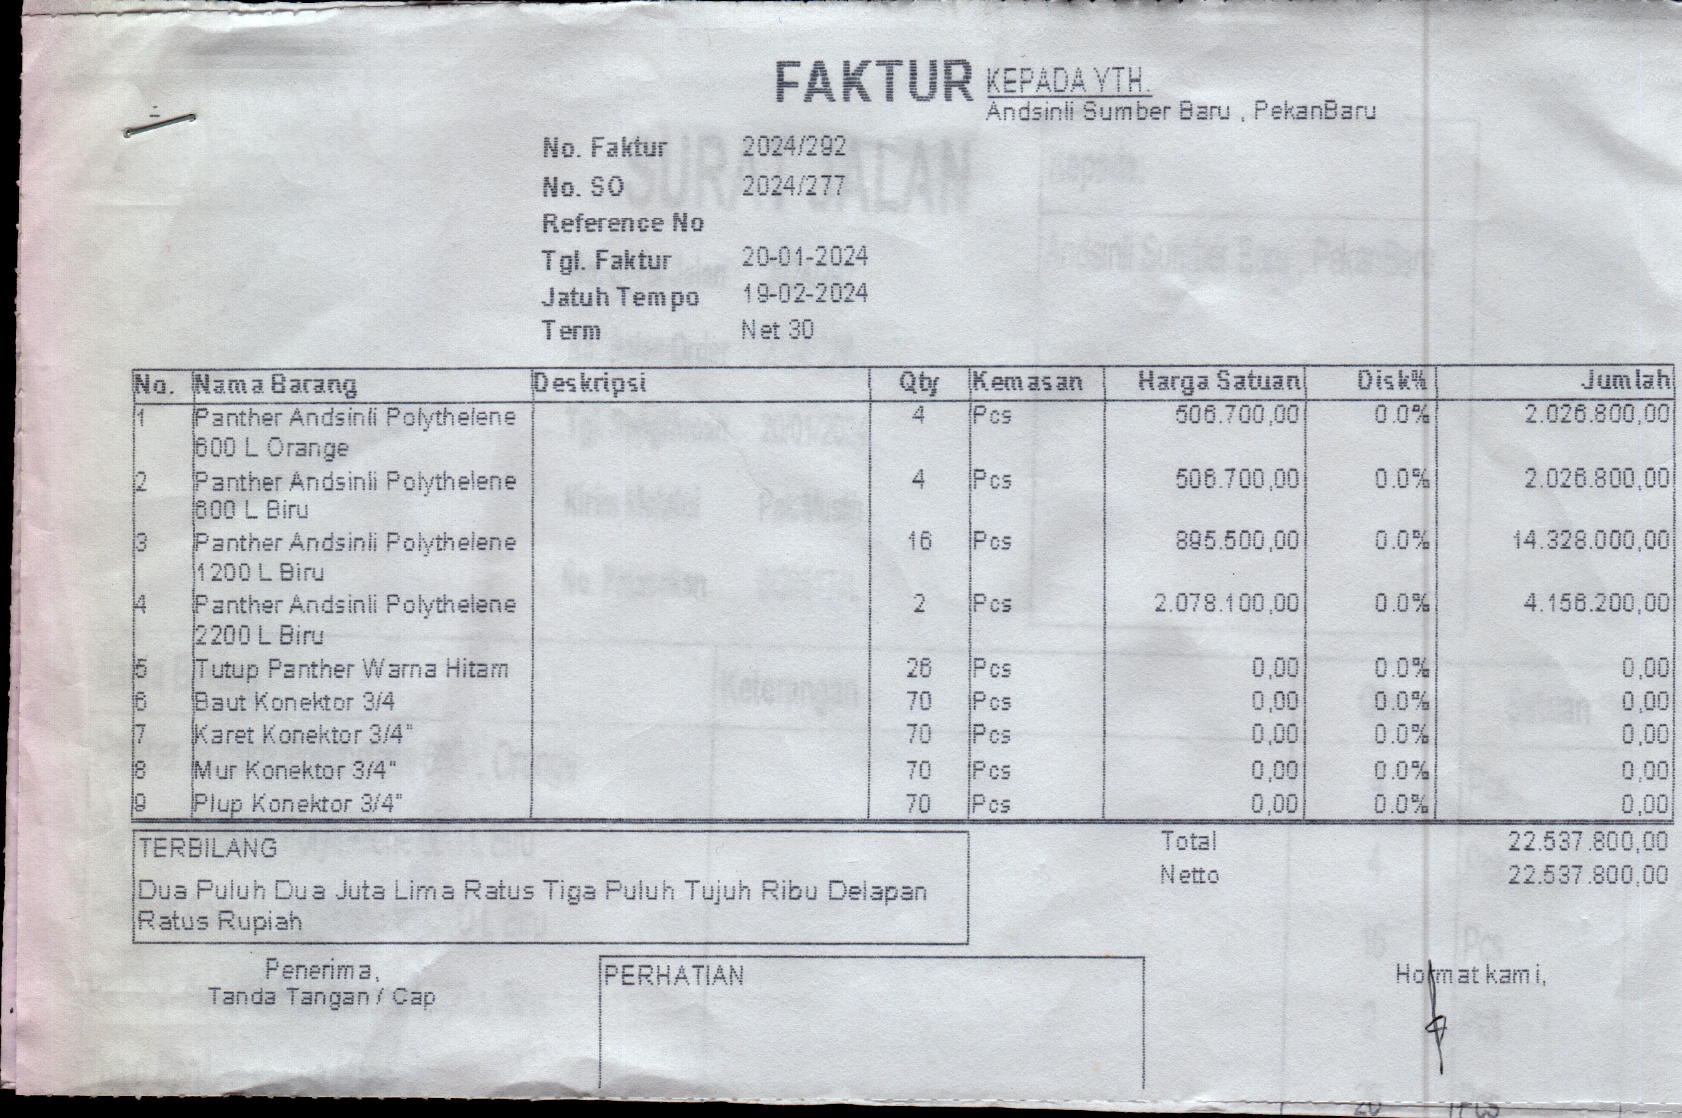 FAKTUR
KEPADA YTH.
Andsinli Sumber Baru , PekanBaru
No. Faktur 2024/292
No. SO 2024/277
Reference No
Tgl. Faktur 20-01-2024
Jatuh Tempo 19-02-2024
Term Net 30
No. Nama Barang Deskripsi Qty Kemasan Harga Satuan Disk% Jumlah
1 Panther Andsinli Polythelene 4 Pcs 506.700,00 0.0% 2.026.800,00
600 L Orange
2 Panther Andsinli Polythelene 4 Pcs 506.700,00 0.0% 2.026.800,00
600 L Biru
3 Panther Andsinli Polythelene 16 Pcs 895.500,00 0.0% 14.328.000,00
1200 L Biru
4 Panther Andsinli Polythelene 2 Pcs 2.078.100,00 0.0% 4.156.200,00
2200 L Biru
5 Tutup Panther Warna Hitam 26 Pcs 0,00 0.0% 0,00
6 Baut Konektor 3/4 70 Pcs 0,00 0.0% 0,00
7 Karet Konektor 3/4" 70 Pcs 0,00 0.0% 0,00
8 Mur Konektor 3/4" 70 Pcs 0,00 0.0% 0,00
9 Plup Konektor 3/4" 70 Pcs 0,00 0.0% 0,00
TERBILANG
Dua Puluh Dua Juta Lima Ratus Tiga Puluh Tujuh Ribu Delapan
Ratus Rupiah
Total 22.537.800,00
Netto 22.537.800,00
Penerima,
Tanda Tangan / Cap
PERHATIAN
Hormat kami,